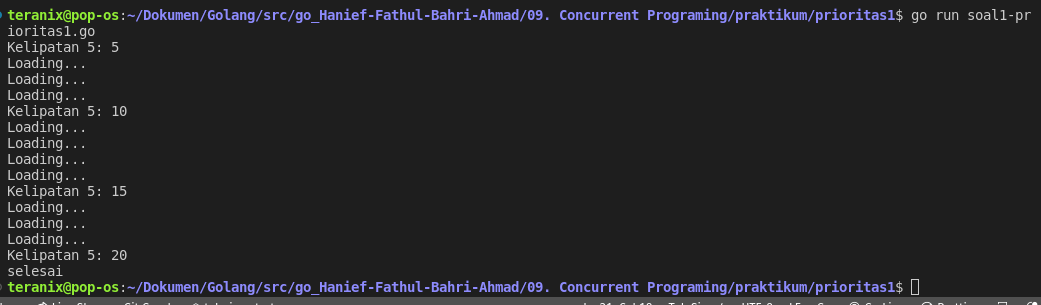 teranix@pop-os:~/Dokumen/Golang/src/go_Hanief-Fathul-Bahri-Ahmad/09. Concurrent Programing/praktikum/prioritas1$ go run soal1-pr
ioritas1.go
Kelipatan 5: 5
Loading...
Loading...
Loading...
Kelipatan 5: 10
Loading...
Loading...
Loading...
Loading...
Kelipatan 5: 15
Loading...
Loading...
Loading...
Kelipatan 5: 20
selesai
teranix@pop-os:~/Dokumen/Golang/src/go_Hanief-Fathul-Bahri-Ahmad/09. Concurrent Programing/praktikum/prioritas1$